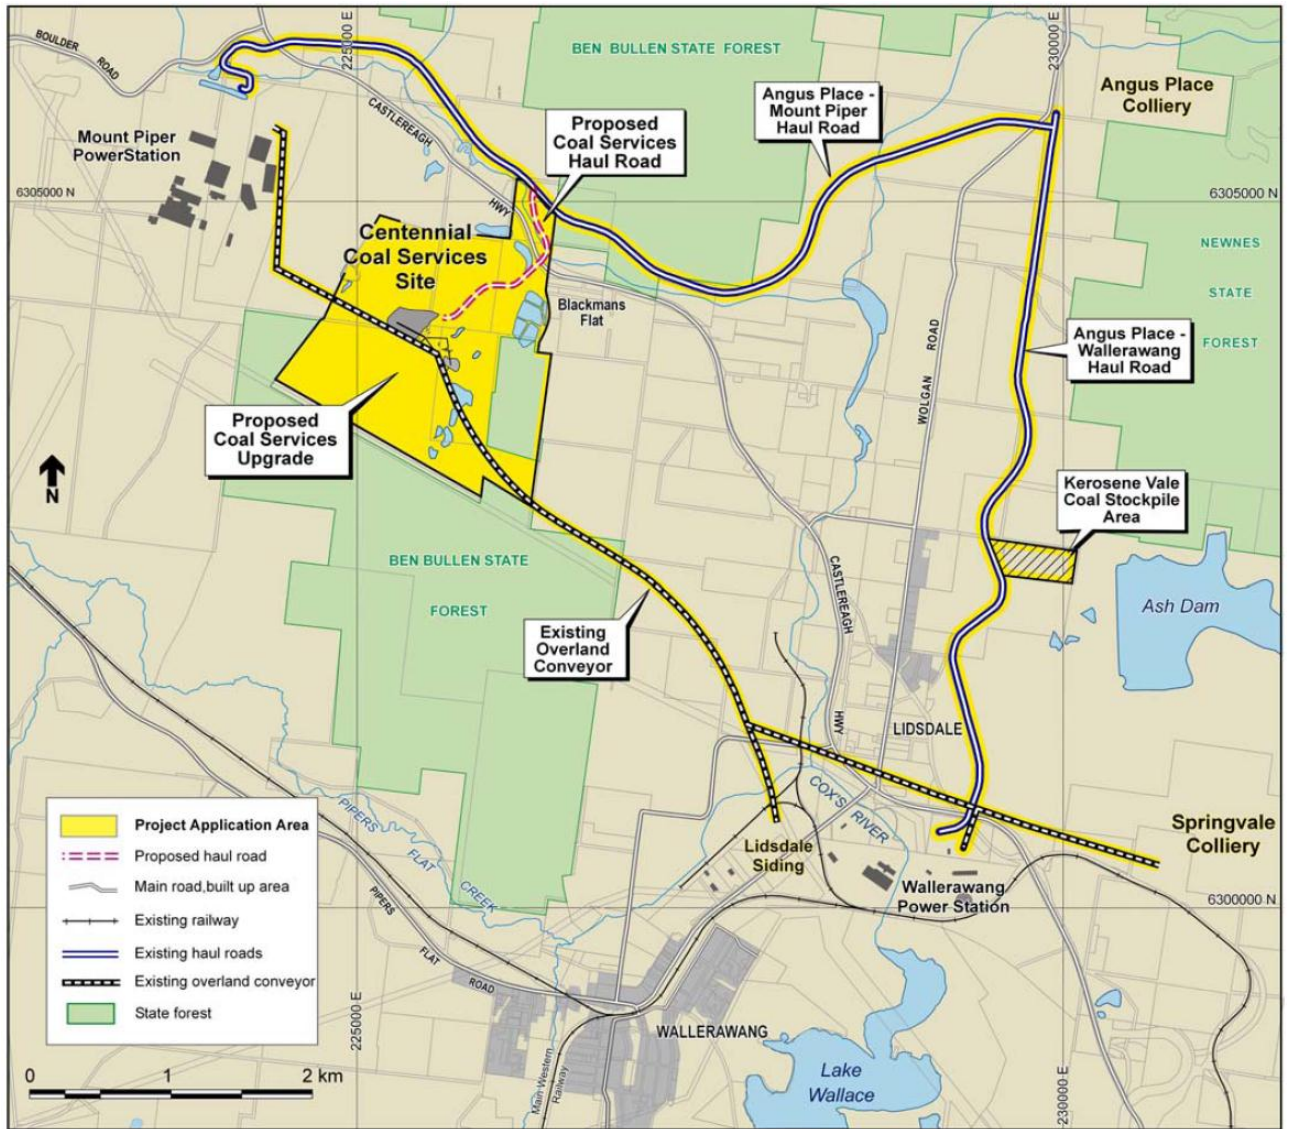 BOULDER
ROAD
225000 E
BEN BULLEN STATE FOREST
230000 E
Angus Place
Colliery
CASTLEREAGH
HWY
Mount Piper
PowerStation
Proposed
Coal Services
Haul Road
Angus Place -
Mount Piper
Haul Road
6305000 N
6305000 N
Centennial
Coal Services
Site
NEWNES
STATE
FOREST
Blackmans
Flat
WOLGAN
ROAD
Angus Place -
Wallerawang
Haul Road
Proposed
Coal Services
Upgrade
N
Kerosene Vale
Coal Stockpile
Area
BEN BULLEN STATE
FOREST
CASTLEREAGH
HWY
Ash Dam
Existing
Overland
Conveyor
LIDSDALE
COX'S
RIVER
Springvale
Colliery
Lidsdale
Siding
Wallerawang
Power Station
6300000 N
PIPERS
FLAT
CREEK
PIPERS
FLAT
ROAD
Project Application Area
Proposed haul road
Main road,built up area
Existing railway
Existing haul roads
Existing overland conveyor
State forest
225000 E
WALLERAWANG
Main Western
Railway
Lake
Wallace
230000 E
0 1 2 km